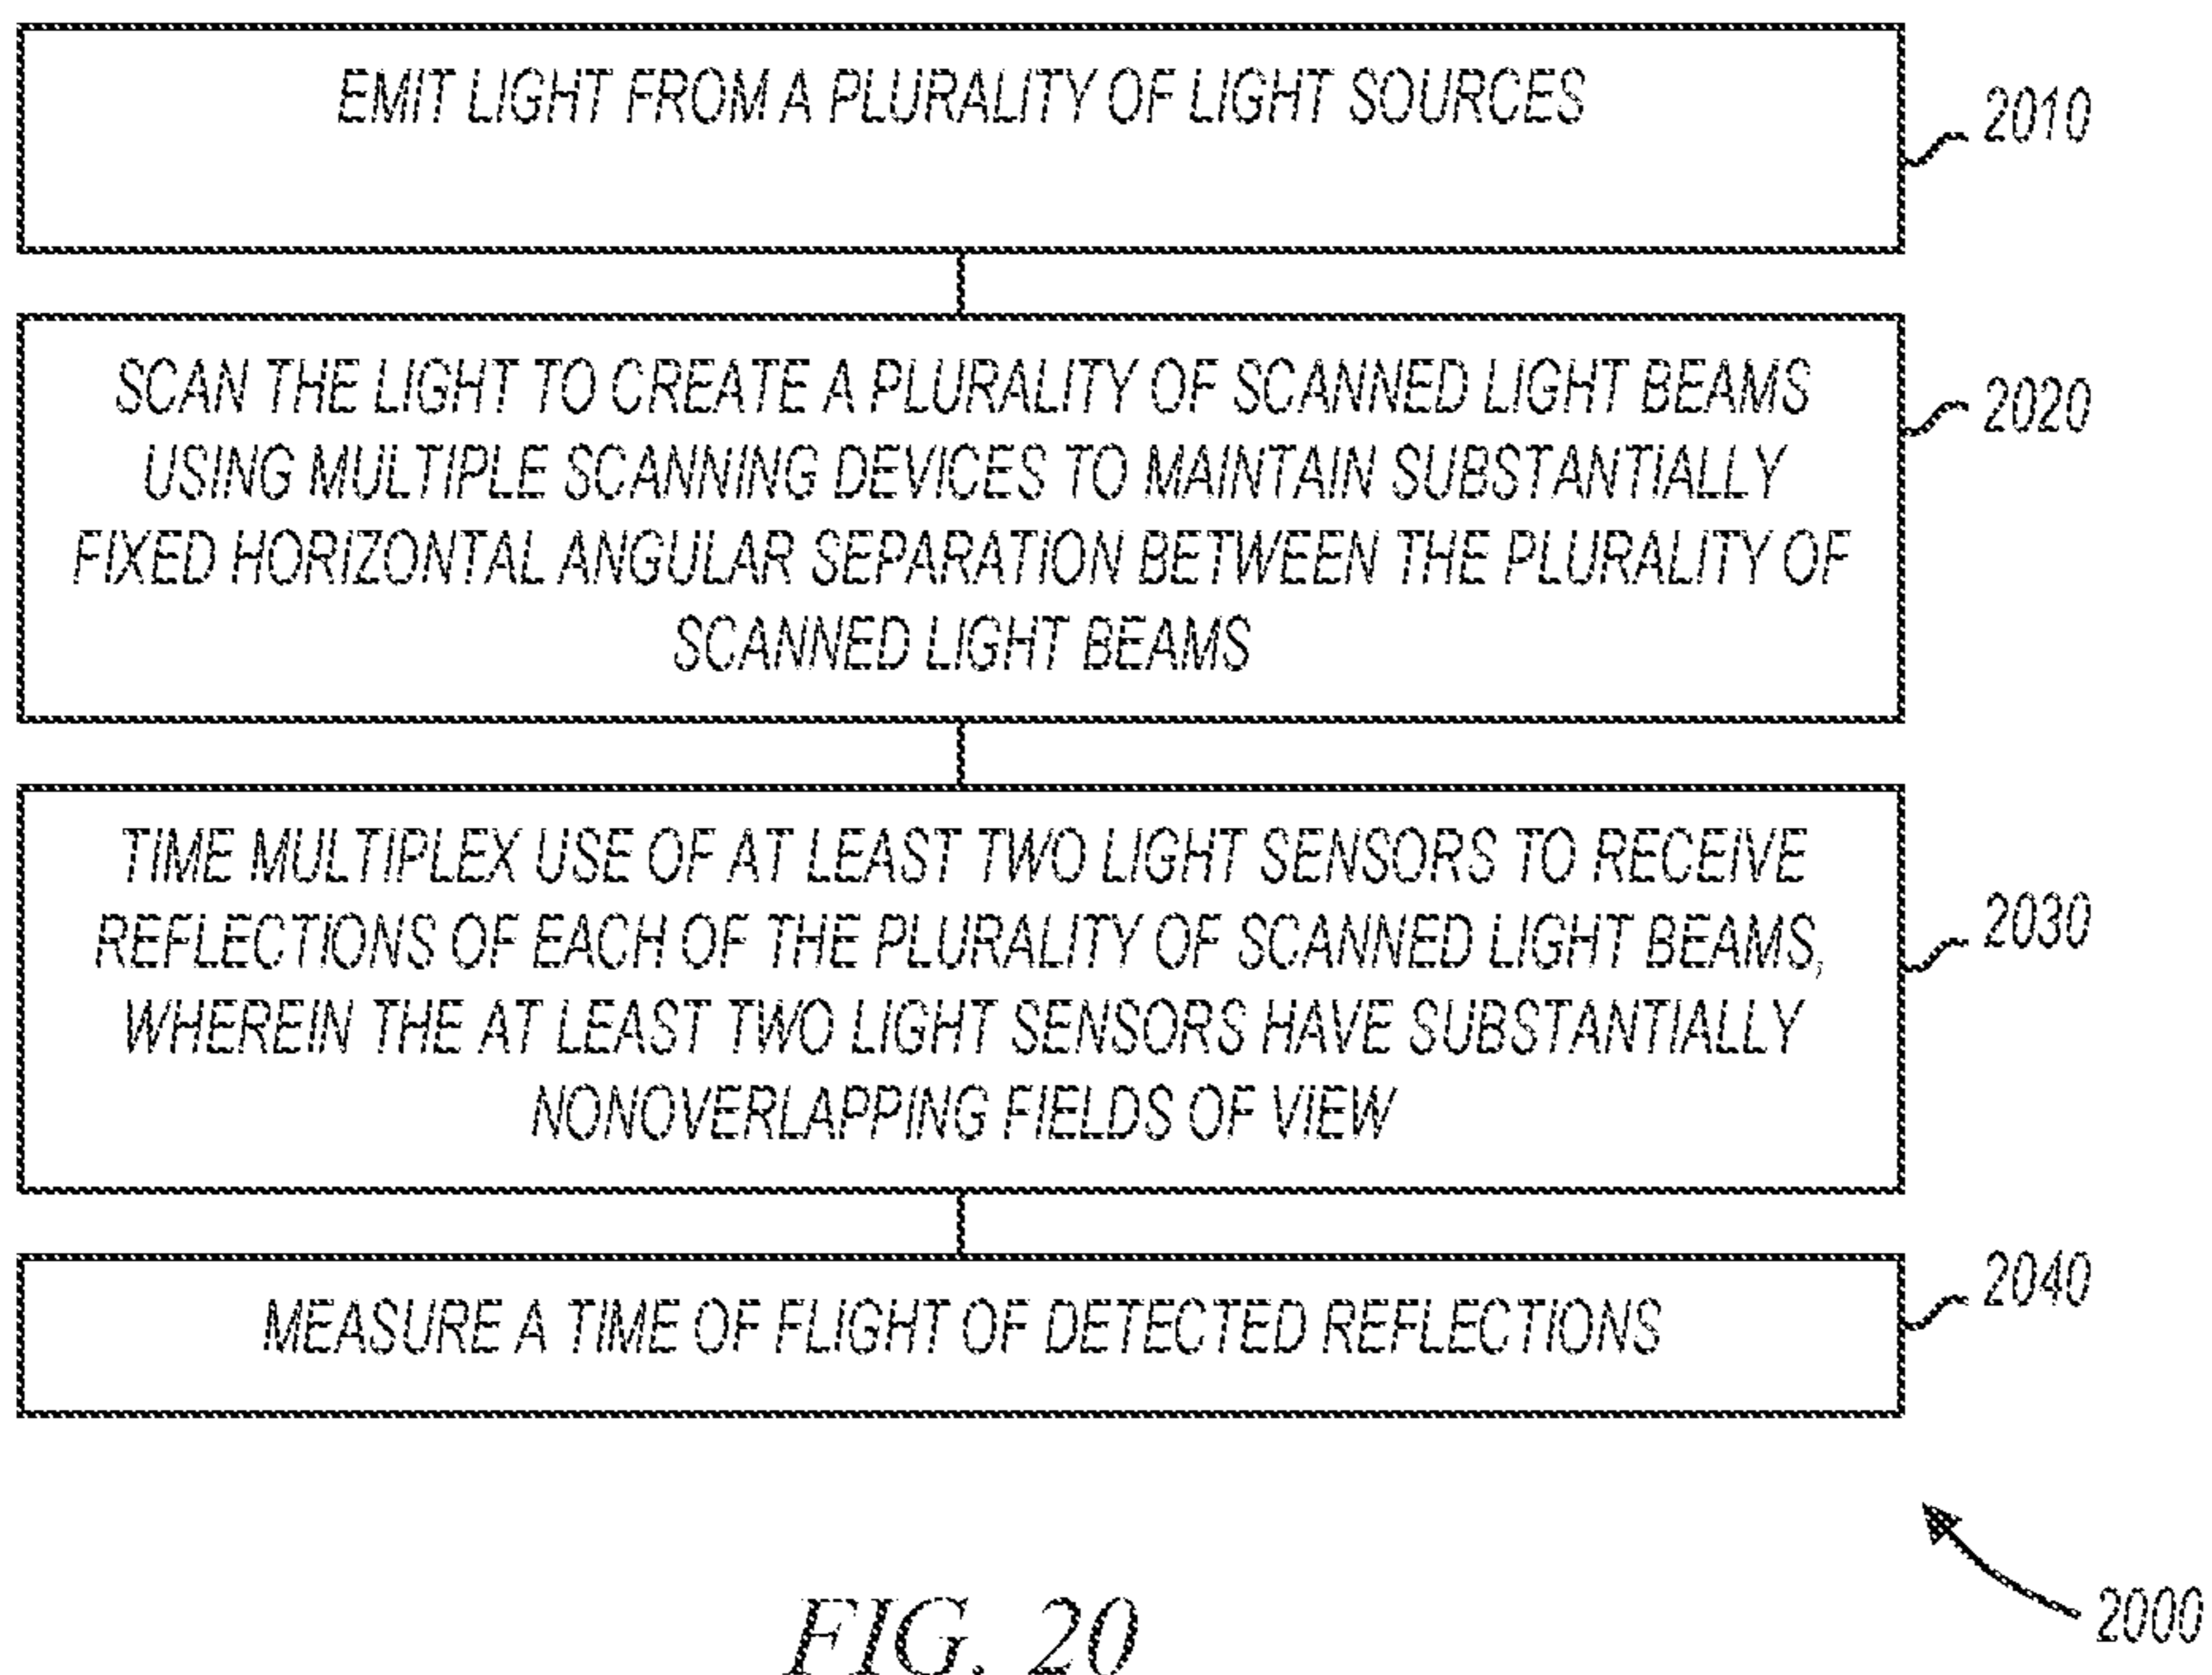 EMIT LIGHT FROM A PLURALITY OF LIGHT SOURCES
2010
SCAN THE LIGHT TO CREATE A PLURALITY OF SCANNED LIGHT BEAMS
USING MULTIPLE SCANNING DEVICES TO MAINTAIN SUBSTANTIALLY
FIXED HORIZONTAL ANGULAR SEPARATION BETWEEN THE PLURALITY OF
SCANNED LIGHT BEAMS
2020
TIME MULTIPLEX USE OF AT LEAST TWO LIGHT SENSORS TO RECEIVE
REFLECTIONS OF EACH OF THE PLURALITY OF SCANNED LIGHT BEAMS,
WHEREIN THE AT LEAST TWO LIGHT SENSORS HAVE SUBSTANTIALLY
NONOVERLAPPING FIELDS OF VIEW
2030
MEASURE A TIME OF FLIGHT OF DETECTED REFLECTIONS
2040
2000
FIG. 20